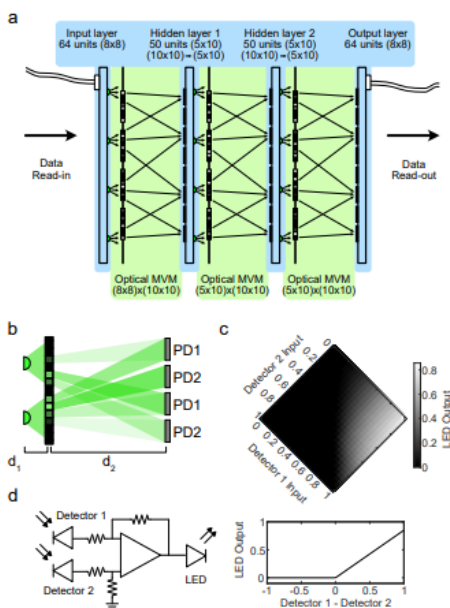 a
Input layer
64 units (8x8)
Hidden layer 1
50 units (5x10)
(10x10)→(5x10)
Hidden layer 2
50 units (5x10)
(10x10)→(5x10)
Output layer
64 units (8x8)
Data
Read-in
Data
Read-out
Optical MVM
(8x8)x(10x10)
Optical MVM
(5x10)x(10x10)
Optical MVM
(5x10)x(10x10)
b
PD1
PD2
PD1
PD2
d1
d2
c
Detector 2 Input
0
0.2
0.4
0.6
0.8
1
Detector 1 Input
0
0.2
0.4
0.6
0.8
1
0.8
0.6
0.4
0.2
0
LED Output
d
Detector 1
Detector 2
LED
LED Output
1
0
-1
-0.5
0
0.5
1
Detector 1 - Detector 2